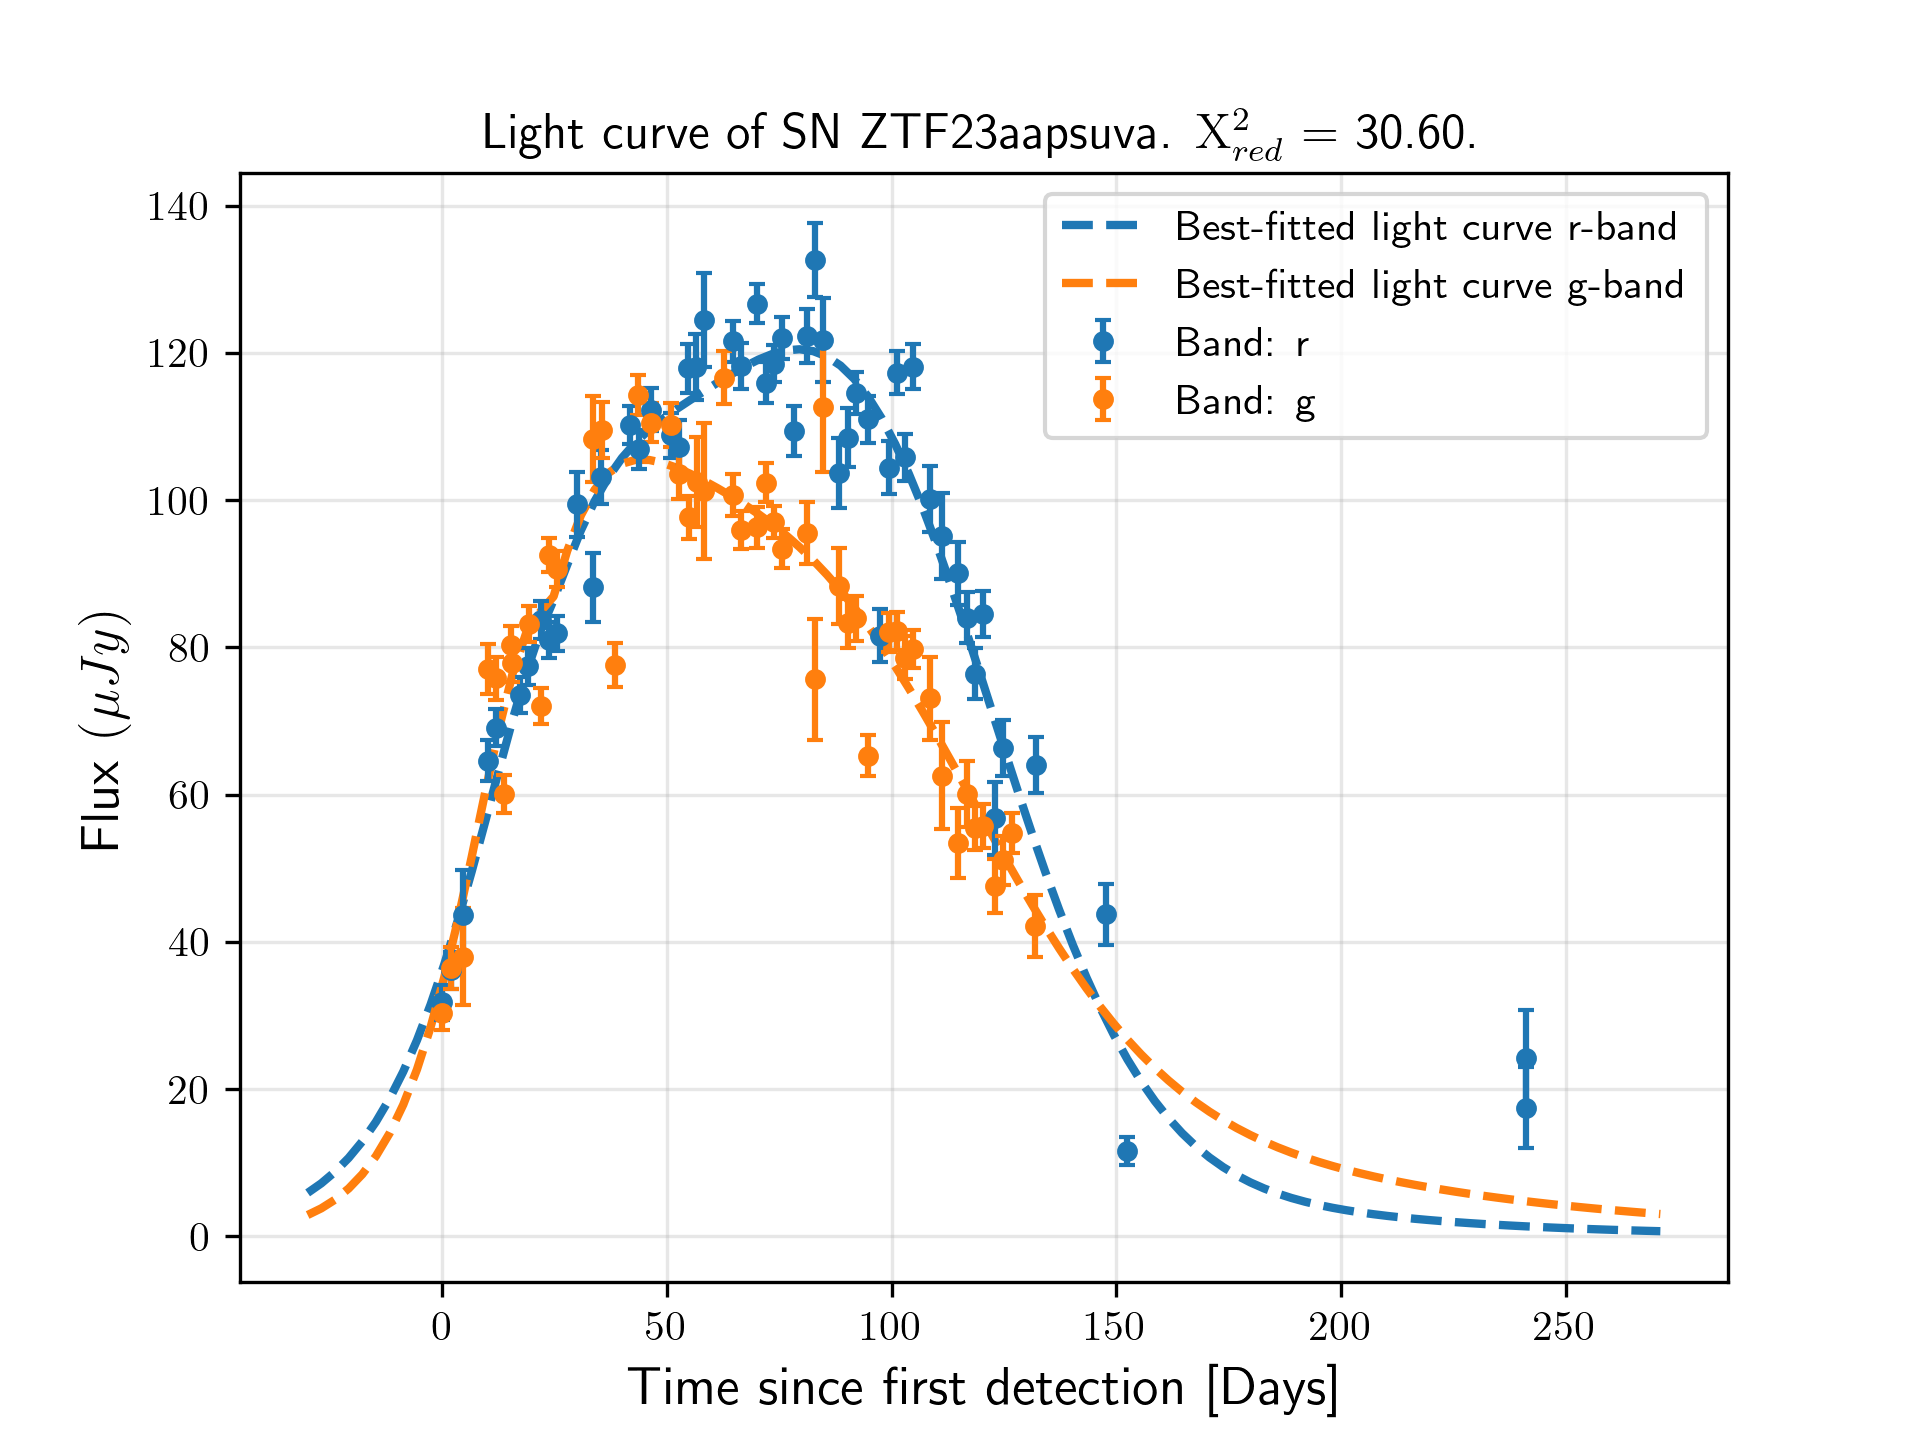 Light curve of SN ZTF23aapsuva. X²_red = 30.60.
Best-fitted light curve r-band
Best-fitted light curve g-band
Band: r
Band: g
Flux (μJy)
140
120
100
80
60
40
20
0
0 50 100 150 200 250
Time since first detection [Days]